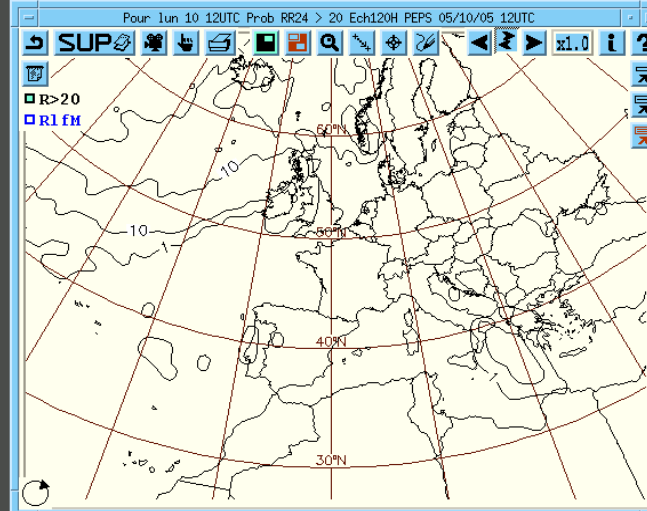 Pour lun 10 12UTC Prob RR24 > 20 Ech120H PEPS 05/10/05 12UTC
SUP x1.0 i ?
R>20
RlfM
60°N
10
10
1
50°N
40°N
30°N